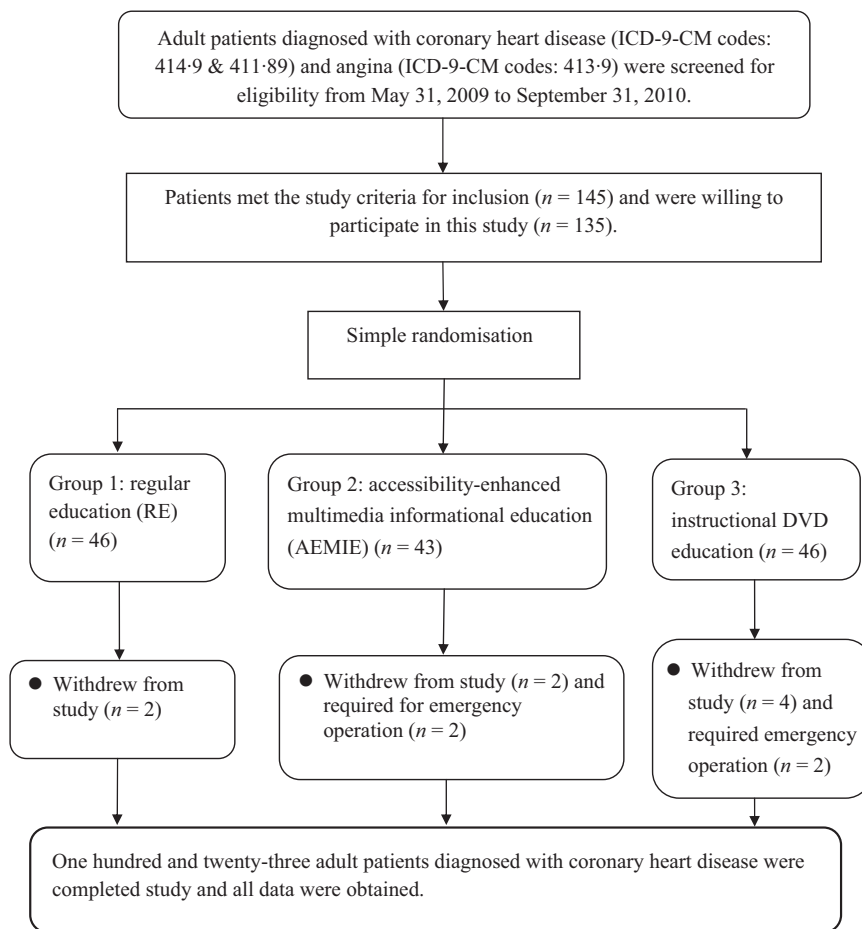 Adult patients diagnosed with coronary heart disease (ICD-9-CM codes:
414·9 & 411·89) and angina (ICD-9-CM codes: 413·9) were screened for
eligibility from May 31, 2009 to September 31, 2010.
Patients met the study criteria for inclusion (n = 145) and were willing to
participate in this study (n = 135).
Simple randomisation
Group 1: regular
education (RE)
(n = 46)
Group 2: accessibility-enhanced
multimedia informational education
(AEMIE) (n = 43)
Group 3:
instructional DVD
education (n = 46)
● Withdrew from
study (n = 2)
● Withdrew from study (n = 2) and
required for emergency
operation (n = 2)
● Withdrew from
study (n = 4) and
required emergency
operation (n = 2)
One hundred and twenty-three adult patients diagnosed with coronary heart disease were
completed study and all data were obtained.